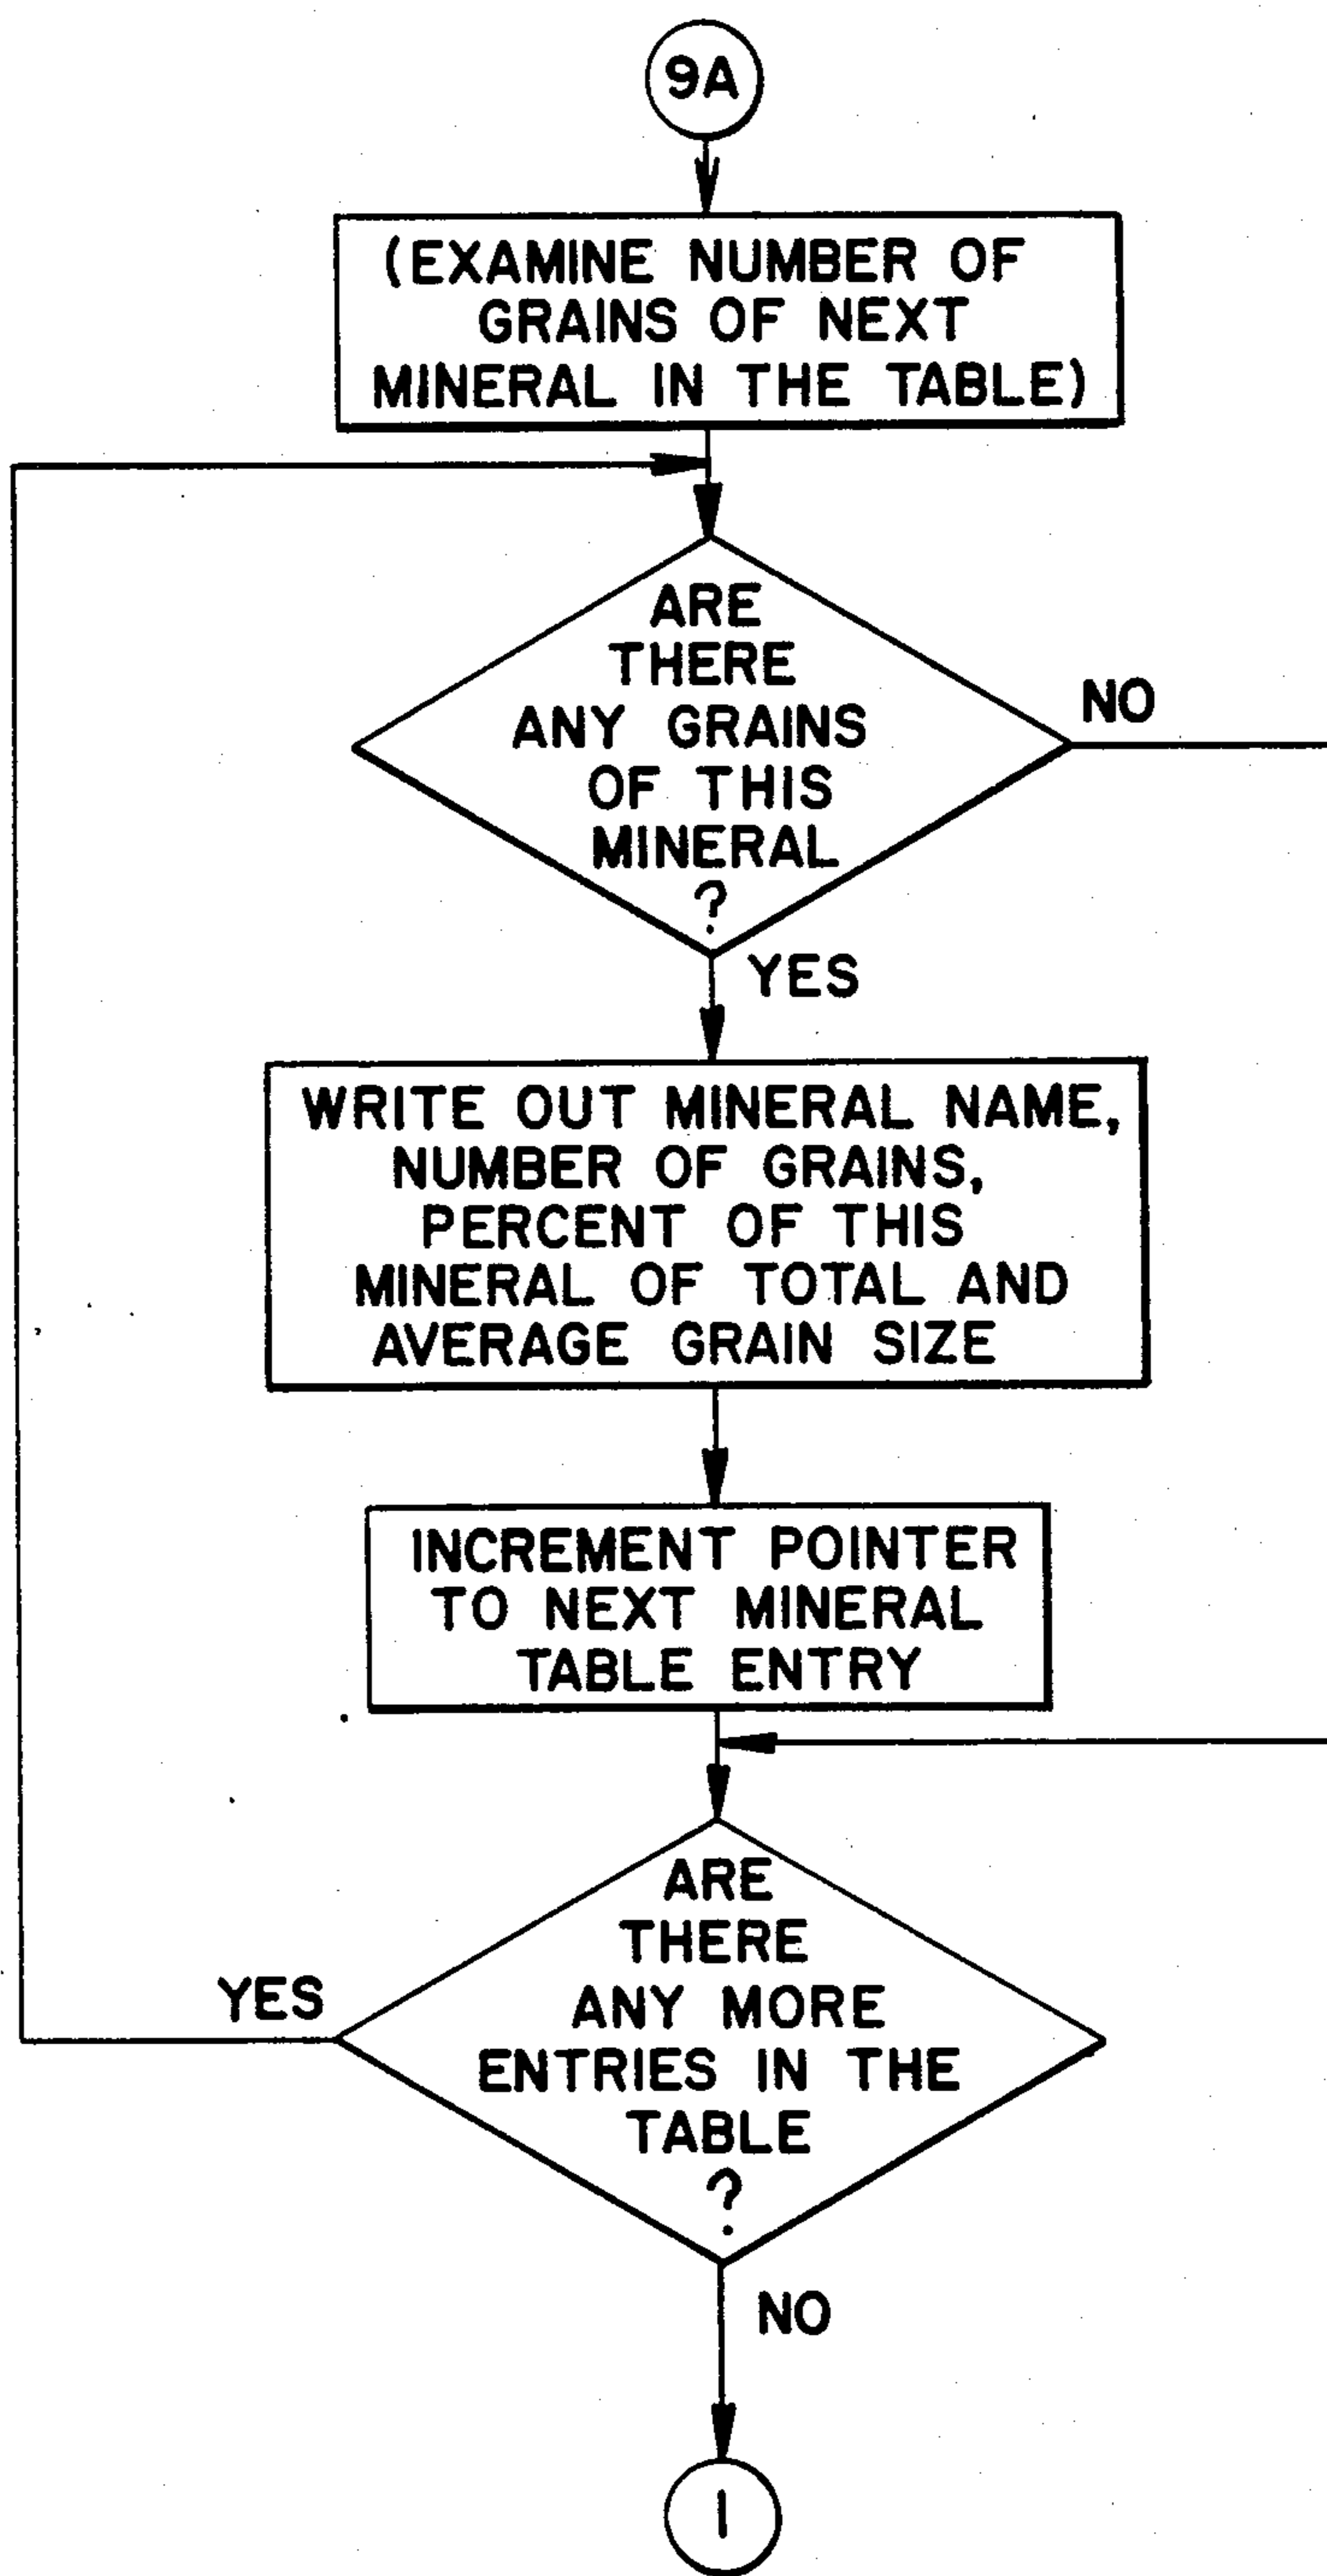 9A
(EXAMINE NUMBER OF
GRAINS OF NEXT
MINERAL IN THE TABLE)
ARE
THERE
ANY GRAINS
OF THIS
MINERAL
?
NO
YES
WRITE OUT MINERAL NAME,
NUMBER OF GRAINS,
PERCENT OF THIS
MINERAL OF TOTAL AND
AVERAGE GRAIN SIZE
INCREMENT POINTER
TO NEXT MINERAL
TABLE ENTRY
ARE
THERE
ANY MORE
ENTRIES IN THE
TABLE
?
YES
NO
1